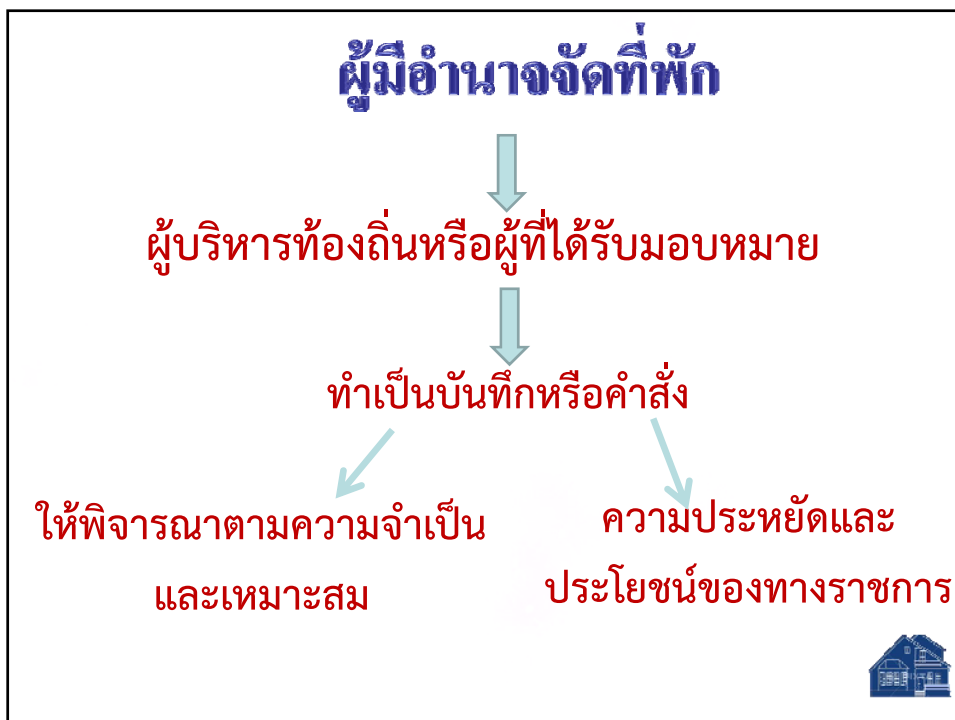 ผู้มีอำนาจจัดที่พัก
ผู้บริหารท้องถิ่นหรือผู้ที่ได้รับมอบหมาย
ทำเป็นบันทึกหรือคำสั่ง
ให้พิจารณาตามความจำเป็น
และเหมาะสม
ความประหยัดและ
ประโยชน์ของทางราชการ